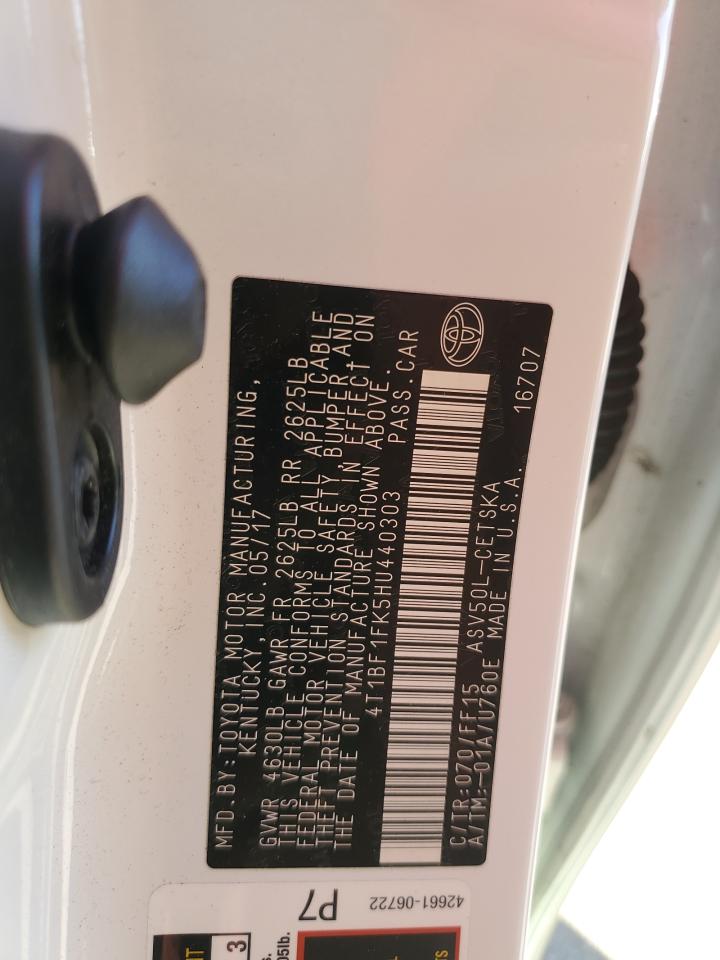 MFD.BY:TOYOTA MOTOR MANUFACTURING,
KENTUCKY, INC. 05/17
GVWR 4630LB GAWR FR 2625LB RR 2625LB
THIS VEHICLE CONFORMS TO ALL APPLICABLE
FEDERAL MOTOR VEHICLE SAFETY, BUMPER, AND
THEFT PREVENTION STANDARDS IN EFFECT ON
THE DATE OF MANUFACTURE SHOWN ABOVE.
4T1BF1FK5HU440303 PASS.CAR
C/TR:070/FF15 ASV50L-CETSKA
A/TM:-01A/U760E MADE IN U.S.A. 16707
P7
42661-06722
3